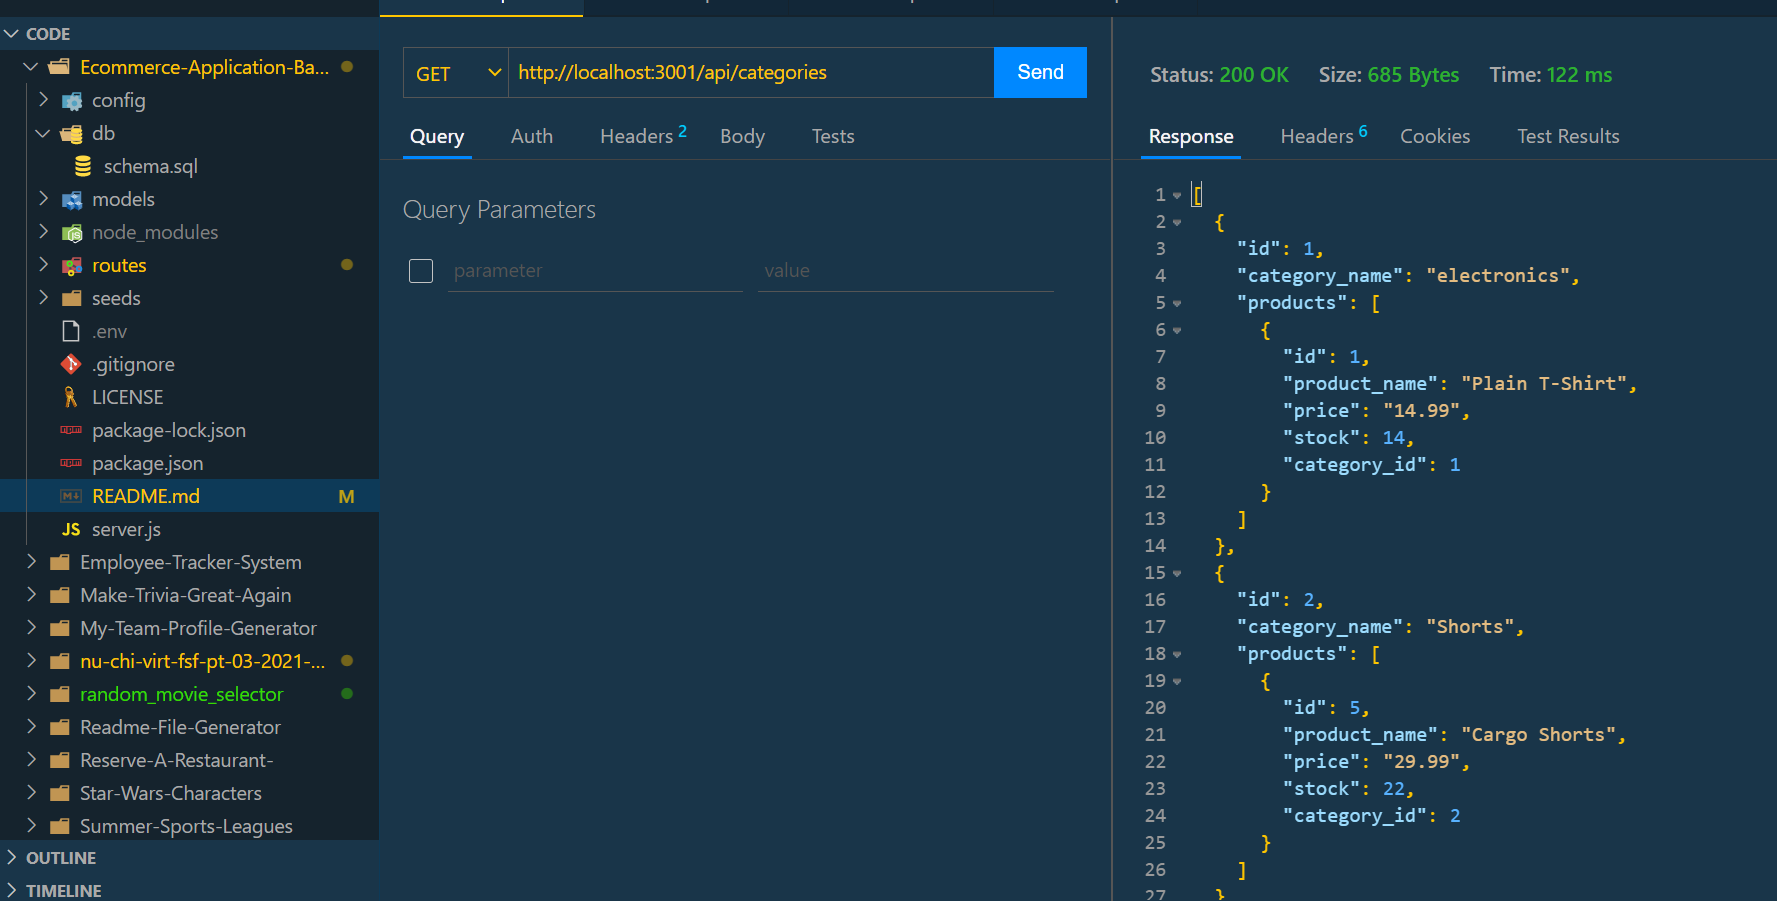 CODE
Ecommerce-Application-Ba...
config
db
schema.sql
models
node_modules
routes
seeds
.env
.gitignore
LICENSE
package-lock.json
package.json
README.md M
JS server.js
Employee-Tracker-System
Make-Trivia-Great-Again
My-Team-Profile-Generator
nu-chi-virt-fsf-pt-03-2021-...
random_movie_selector
Readme-File-Generator
Reserve-A-Restaurant-
Star-Wars-Characters
Summer-Sports-Leagues
OUTLINE
TIMELINE
GET http://localhost:3001/api/categories Send
Query Auth Headers 2 Body Tests
Query Parameters
parameter value
Status: 200 OK Size: 685 Bytes Time: 122 ms
Response Headers 6 Cookies Test Results
1 [
2 {
3 "id": 1,
4 "category_name": "electronics",
5 "products": [
6 {
7 "id": 1,
8 "product_name": "Plain T-Shirt",
9 "price": "14.99",
10 "stock": 14,
11 "category_id": 1
12 }
13 ]
14 },
15 {
16 "id": 2,
17 "category_name": "Shorts",
18 "products": [
19 {
20 "id": 5,
21 "product_name": "Cargo Shorts",
22 "price": "29.99",
23 "stock": 22,
24 "category_id": 2
25 }
26 ]
27 }